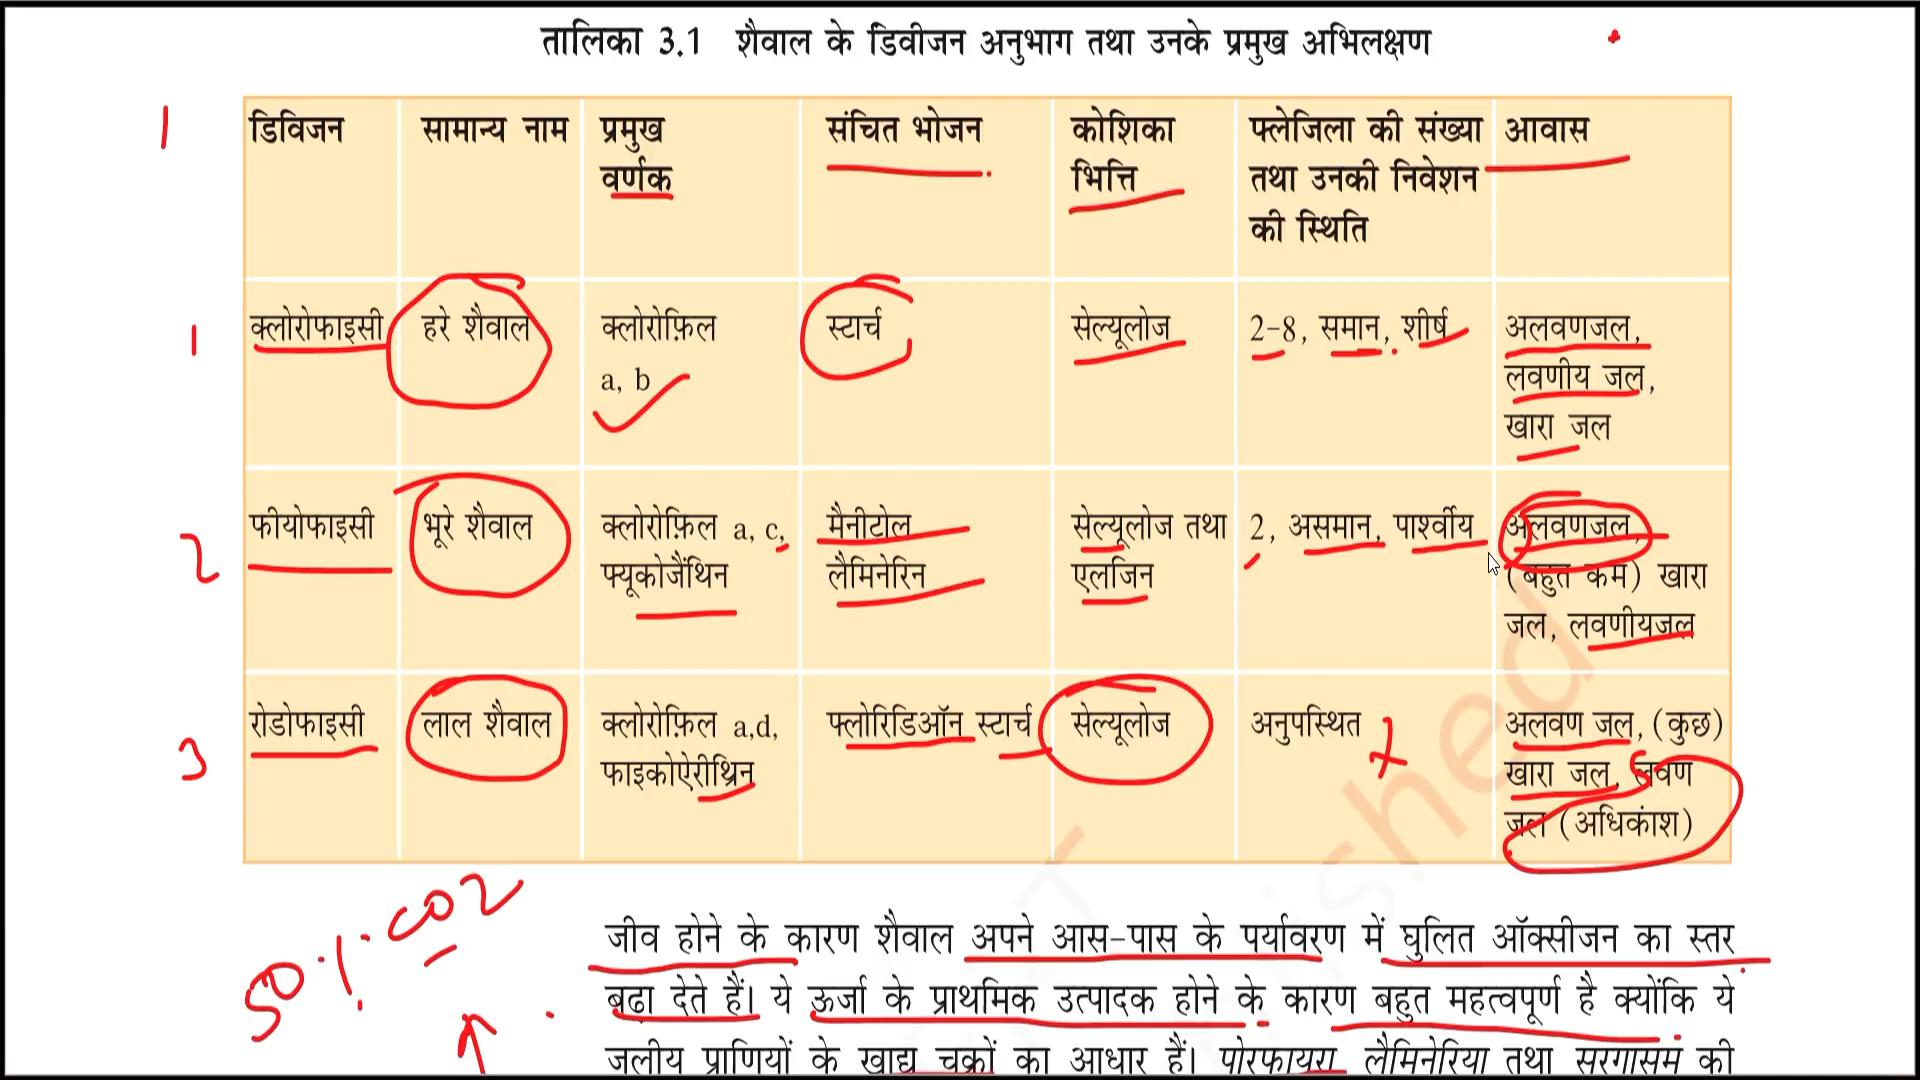 तालिका 3.1 शैवाल के डिवीजन अनुभाग तथा उनके प्रमुख अभिलक्षण
1
डिविजन
सामान्य नाम
प्रमुख
वर्णक
संचित भोजन
कोशिका
भित्ति
फ्लेजिला की संख्या
तथा उनकी निवेशन
की स्थिति
आवास
1
क्लोरोफाइसी
हरे शैवाल
क्लोरोफ़िल
a, b
स्टार्च
सेल्यूलोज
2-8, समान, शीर्ष
अलवणजल,
लवणीय जल,
खारा जल
2
फीयोफाइसी
भूरे शैवाल
क्लोरोफ़िल a, c,
फ्यूकोजैंथिन
मैनीटोल
लैमिनेरिन
सेल्यूलोज तथा
एलजिन
2, असमान, पार्श्वीय
अलवणजल,
(बहुत कम) खारा
जल, लवणीयजल
3
रोडोफाइसी
लाल शैवाल
क्लोरोफ़िल a,d,
फाइकोऐरीथ्रिन
फ्लोरिडिऑन स्टार्च
सेल्यूलोज
अनुपस्थित
अलवण जल, (कुछ)
खारा जल, लवण
जल (अधिकांश)
50%. CO2
जीव होने के कारण शैवाल अपने आस-पास के पर्यावरण में घुलित ऑक्सीजन का स्तर
बढ़ा देते हैं। ये ऊर्जा के प्राथमिक उत्पादक होने के कारण बहुत महत्वपूर्ण है क्योंकि ये
जलीय प्राणियों के खाद्य चक्रों का आधार हैं। पोरफायरा, लैमिनेरिया तथा सरगासम की